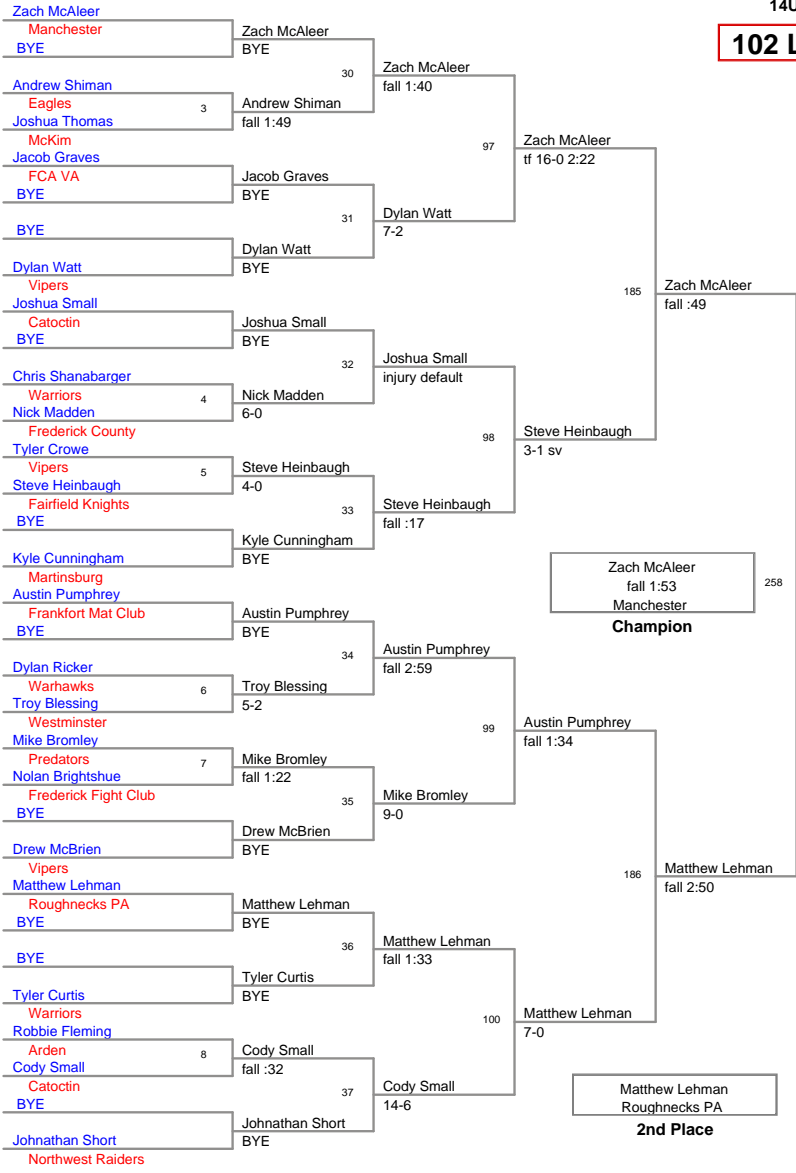 14U
102 L
Zach McAleer
Manchester
BYE
Andrew Shiman
Eagles
3
Joshua Thomas
McKim
Jacob Graves
FCA VA
BYE
BYE
Dylan Watt
Vipers
Joshua Small
Catoctin
BYE
Chris Shanabarger
Warriors
4
Nick Madden
Frederick County
Tyler Crowe
Vipers
5
Steve Heinbaugh
Fairfield Knights
BYE
Kyle Cunningham
Martinsburg
Austin Pumphrey
Frankfort Mat Club
BYE
Dylan Ricker
Warhawks
6
Troy Blessing
Westminster
Mike Bromley
Predators
7
Nolan Brightshue
Frederick Fight Club
BYE
Drew McBrien
Vipers
Matthew Lehman
Roughnecks PA
BYE
BYE
Tyler Curtis
Warriors
Robbie Fleming
Arden
8
Cody Small
Catoctin
BYE
Johnathan Short
Northwest Raiders
Zach McAleer
BYE
30
Andrew Shiman
fall 1:49
Jacob Graves
BYE
31
Dylan Watt
BYE
Joshua Small
BYE
32
Nick Madden
6-0
Steve Heinbaugh
4-0
33
Kyle Cunningham
BYE
Austin Pumphrey
BYE
34
Troy Blessing
5-2
Mike Bromley
fall 1:22
35
Drew McBrien
BYE
Matthew Lehman
BYE
36
Tyler Curtis
BYE
Cody Small
fall :32
37
Johnathan Short
BYE
Zach McAleer
fall 1:40
97
Dylan Watt
7-2
Joshua Small
injury default
98
Steve Heinbaugh
fall :17
Austin Pumphrey
fall 2:59
99
Mike Bromley
9-0
Matthew Lehman
fall 1:33
100
Cody Small
14-6
Zach McAleer
tf 16-0 2:22
185
Steve Heinbaugh
3-1 sv
Austin Pumphrey
fall 1:34
186
Matthew Lehman
7-0
Zach McAleer
fall :49
258
Matthew Lehman
fall 2:50
Zach McAleer
fall 1:53
Manchester
Champion
Matthew Lehman
Roughnecks PA
2nd Place